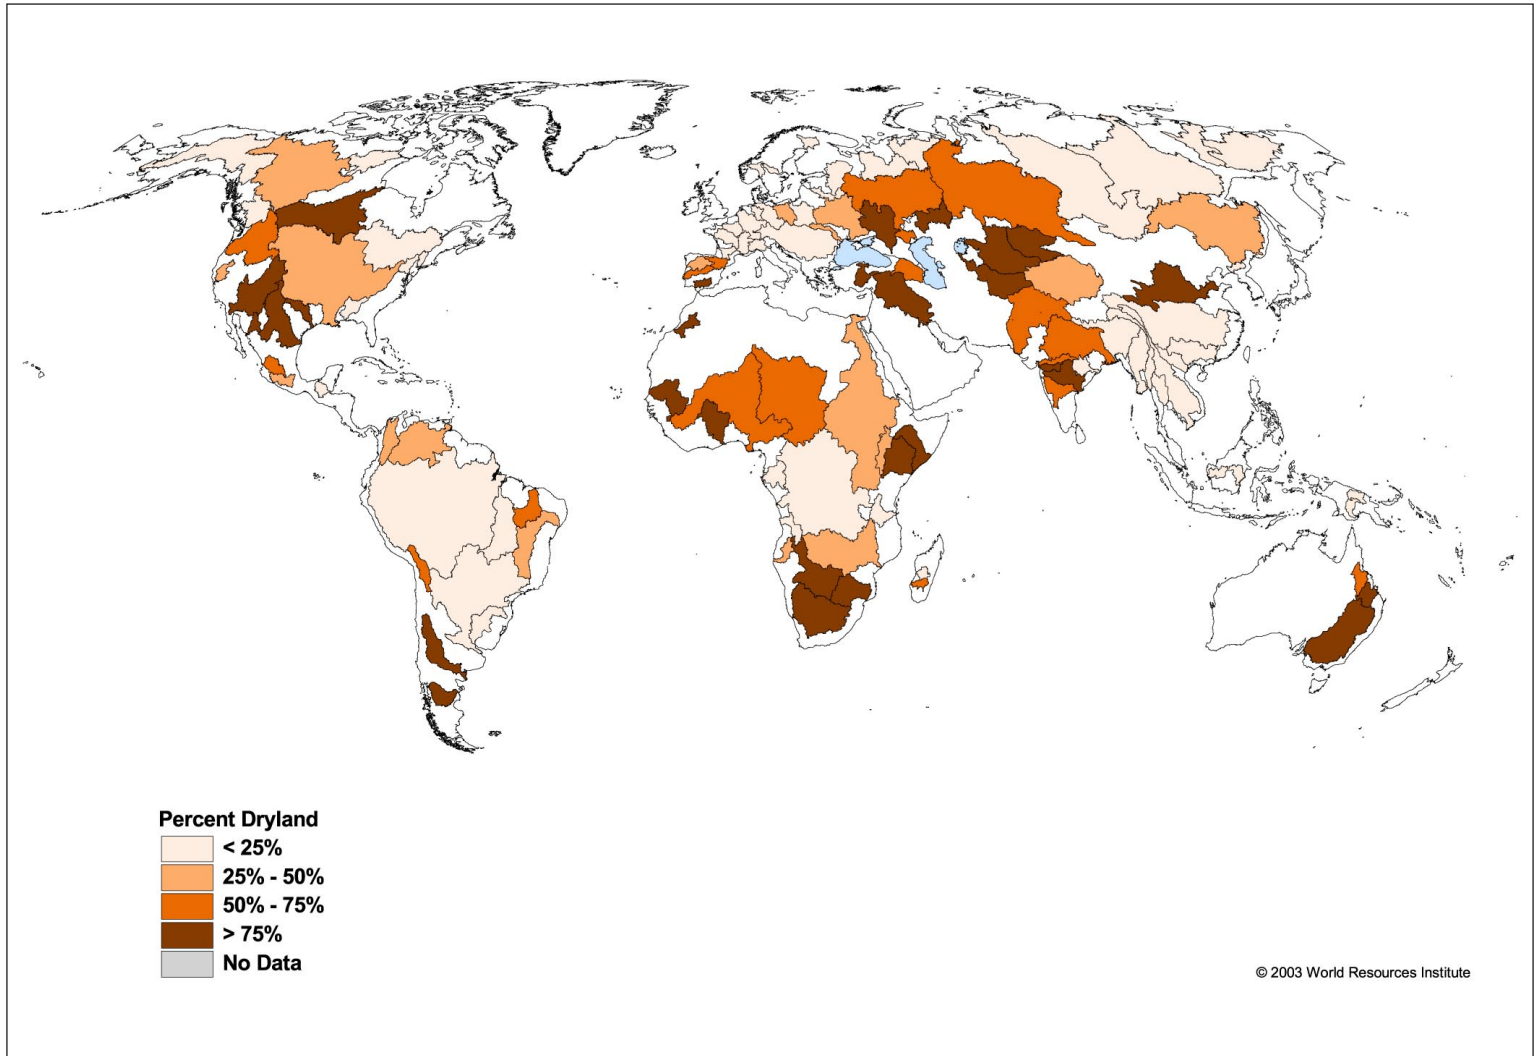 Percent Dryland
< 25%
25% - 50%
50% - 75%
> 75%
No Data
© 2003 World Resources Institute